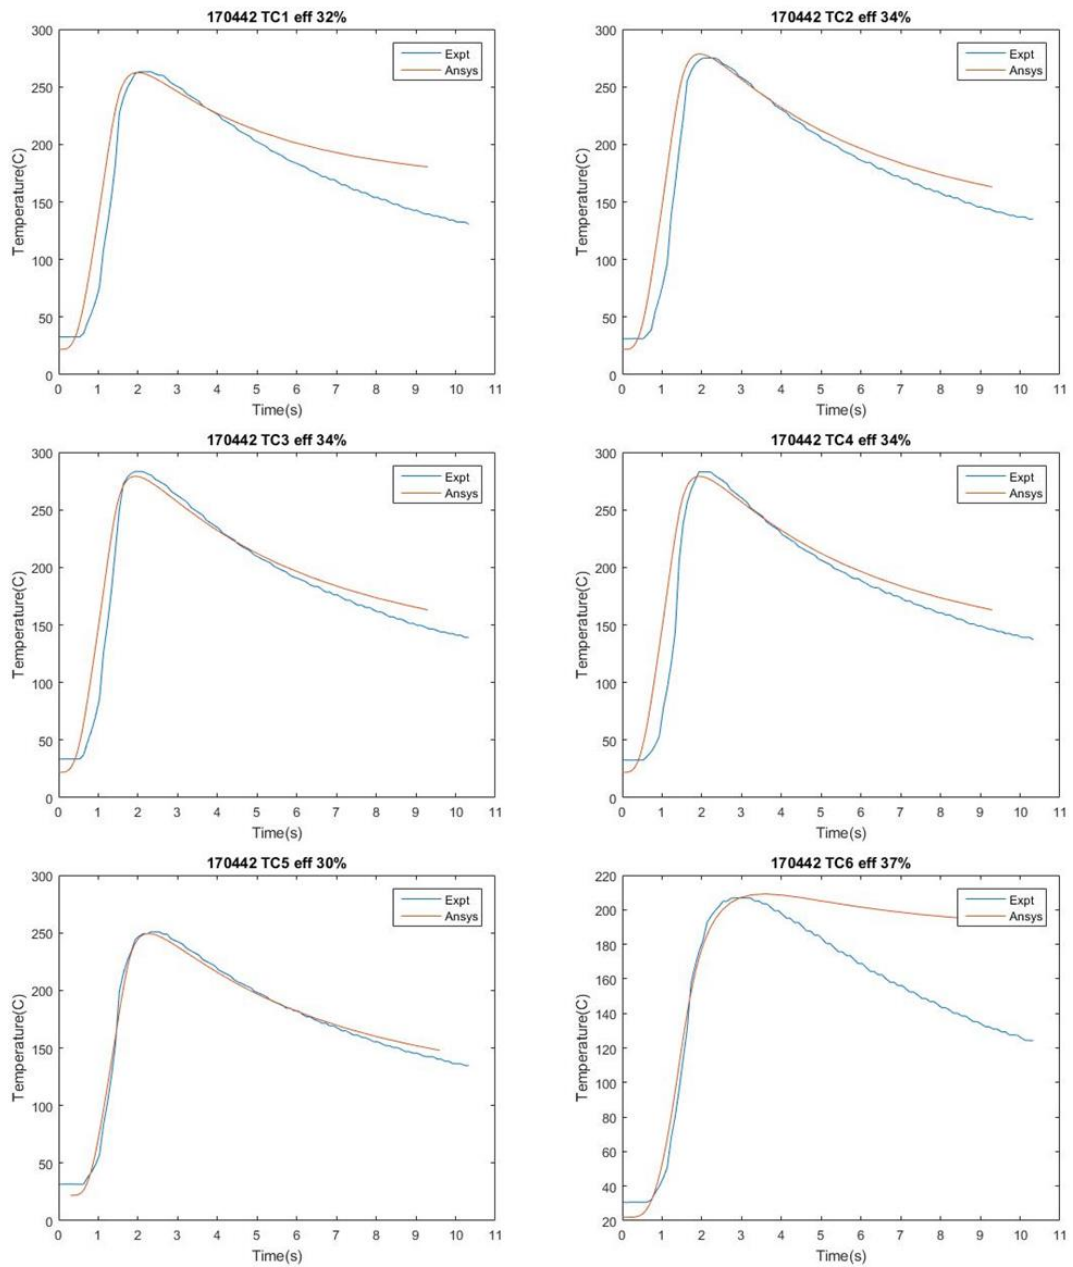 170442 TC1 eff 32%
300
250
200
150
100
50
0
Temperature(C)
Expt
Ansys
0 1 2 3 4 5 6 7 8 9 10 11
Time(s)
170442 TC2 eff 34%
300
250
200
150
100
50
0
Temperature(C)
Expt
Ansys
0 1 2 3 4 5 6 7 8 9 10 11
Time(s)
170442 TC3 eff 34%
300
250
200
150
100
50
0
Temperature(C)
Expt
Ansys
0 1 2 3 4 5 6 7 8 9 10 11
Time(s)
170442 TC4 eff 34%
300
250
200
150
100
50
0
Temperature(C)
Expt
Ansys
0 1 2 3 4 5 6 7 8 9 10 11
Time(s)
170442 TC5 eff 30%
300
250
200
150
100
50
0
Temperature(C)
Expt
Ansys
0 1 2 3 4 5 6 7 8 9 10 11
Time(s)
170442 TC6 eff 37%
220
200
180
160
140
120
100
80
60
40
20
Temperature(C)
Expt
Ansys
0 1 2 3 4 5 6 7 8 9 10 11
Time(s)